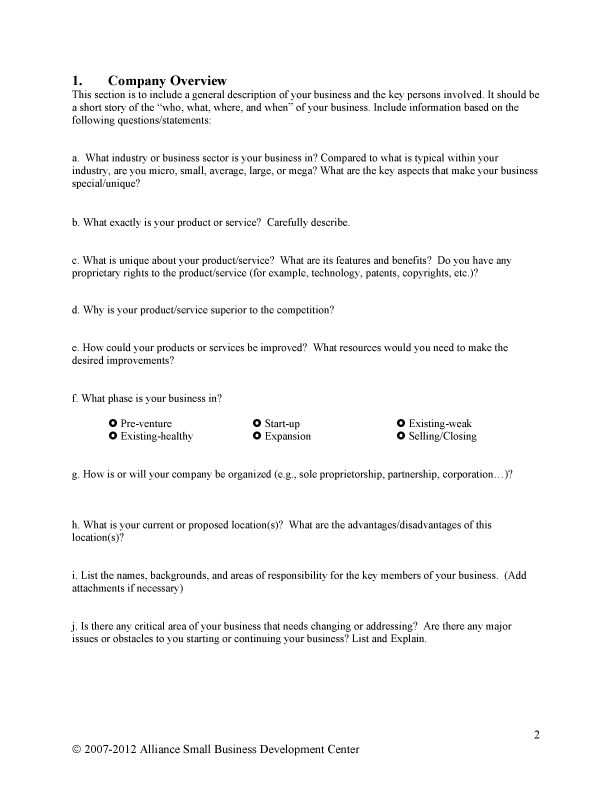 1. Company Overview
This section is to include a general description of your business and the key persons involved. It should be
a short story of the “who, what, where, and when” of your business. Include information based on the
following questions/statements:
a. What industry or business sector is your business in? Compared to what is typical within your
industry, are you micro, small, average, large, or mega? What are the key aspects that make your business
special/unique?
b. What exactly is your product or service? Carefully describe.
c. What is unique about your product/service? What are its features and benefits? Do you have any
proprietary rights to the product/service (for example, technology, patents, copyrights, etc.)?
d. Why is your product/service superior to the competition?
e. How could your products or services be improved? What resources would you need to make the
desired improvements?
f. What phase is your business in?
Pre-venture Start-up Existing-weak
Existing-healthy Expansion Selling/Closing
g. How is or will your company be organized (e.g., sole proprietorship, partnership, corporation…)?
h. What is your current or proposed location(s)? What are the advantages/disadvantages of this
location(s)?
i. List the names, backgrounds, and areas of responsibility for the key members of your business. (Add
attachments if necessary)
j. Is there any critical area of your business that needs changing or addressing? Are there any major
issues or obstacles to you starting or continuing your business? List and Explain.
2
© 2007-2012 Alliance Small Business Development Center